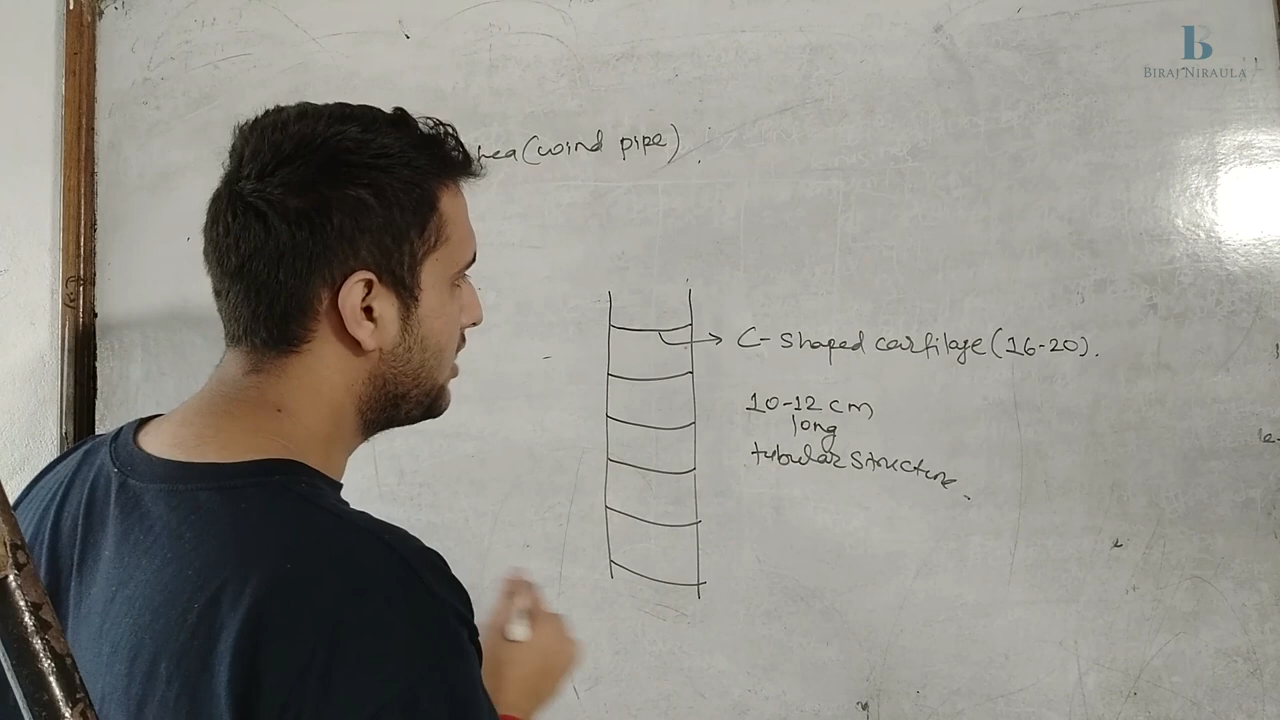 BIRAJ NIRAULA
hea (wind pipe).
C-shaped cartilage (16-20).
10-12 cm
long
tubular structure.